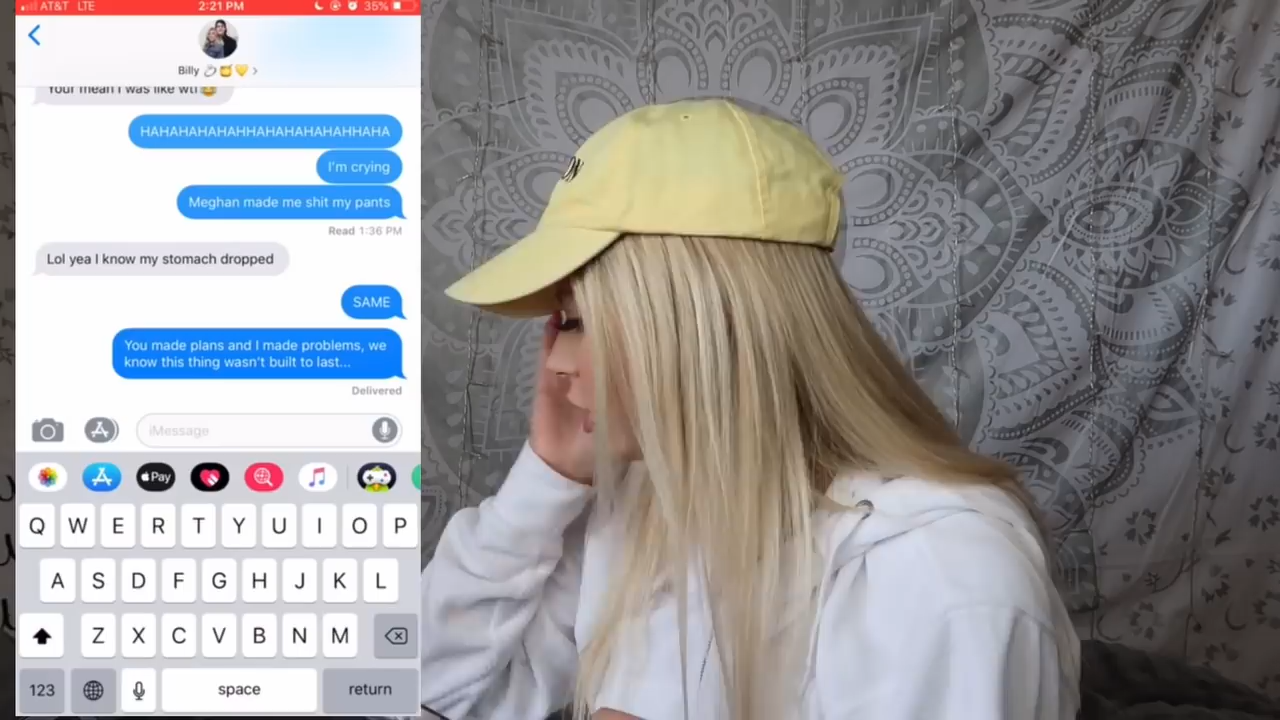 AT&T LTE 2:21 PM 35%
Billy
Your mean I was like wtf
HAHAHAHAHAHHAHAHAHAHAHHAHA
I'm crying
Meghan made me shit my pants
Read 1:36 PM
Lol yea I know my stomach dropped
SAME
You made plans and I made problems, we
know this thing wasn't built to last...
Delivered
iMessage
Pay
Q W E R T Y U I O P
A S D F G H J K L
Z X C V B N M
123 space return